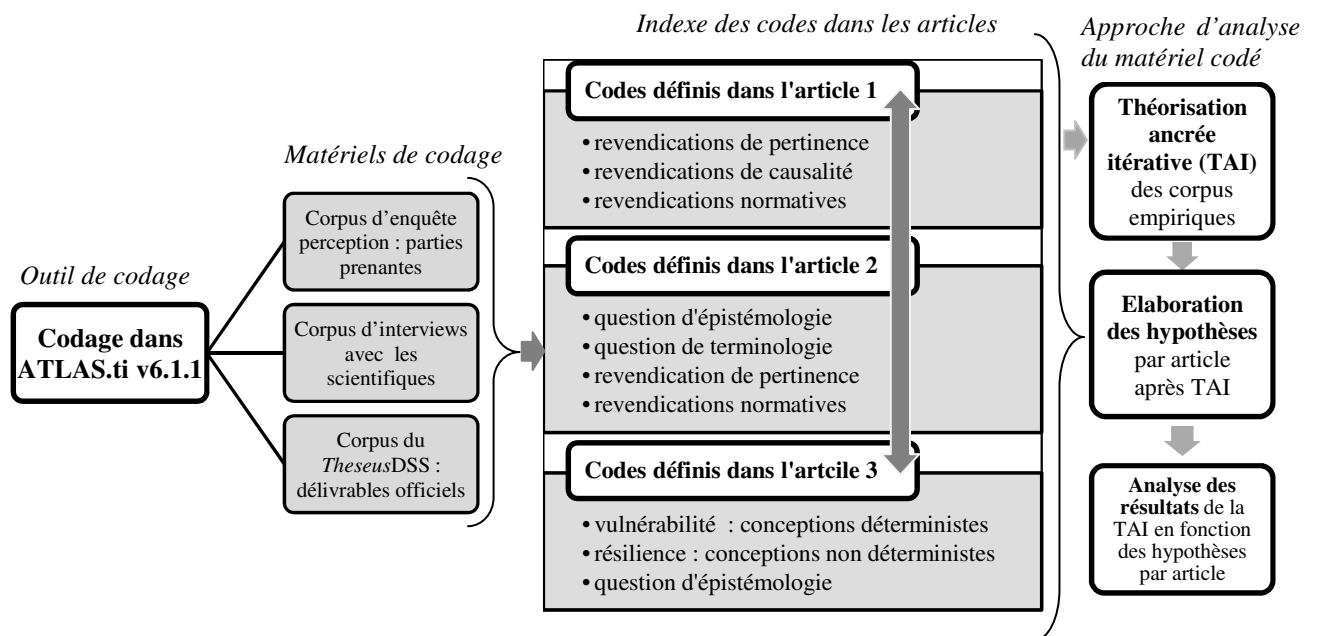 Outil de codage
Codage dans
ATLAS.ti v6.1.1
Matériels de codage
Corpus d’enquête
perception : parties
prenantes
Corpus d’interviews
avec les
scientifiques
Corpus du
TheseusDSS :
délivrables officiels
Indexe des codes dans les articles
Codes définis dans l'article 1
• revendications de pertinence
• revendications de causalité
• revendications normatives
Codes définis dans l'article 2
• question d'épistémologie
• question de terminologie
• revendication de pertinence
• revendications normatives
Codes définis dans l'artcile 3
• vulnérabilité : conceptions déterministes
• résilience : conceptions non déterministes
• question d'épistémologie
Approche d’analyse
du matériel codé
Théorisation
ancrée
itérative (TAI)
des corpus
empiriques
Elaboration
des hypothèses
par article
après TAI
Analyse des
résultats de la
TAI en fonction
des hypothèses
par article